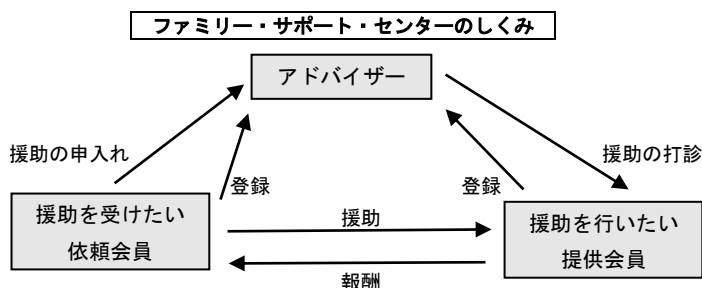 ファミリー・サポート・センターのしくみ
アドバイザー
援助の申入れ
援助の打診
登録
登録
援助を受けたい
依頼会員
援助
援助を行いたい
提供会員
報酬